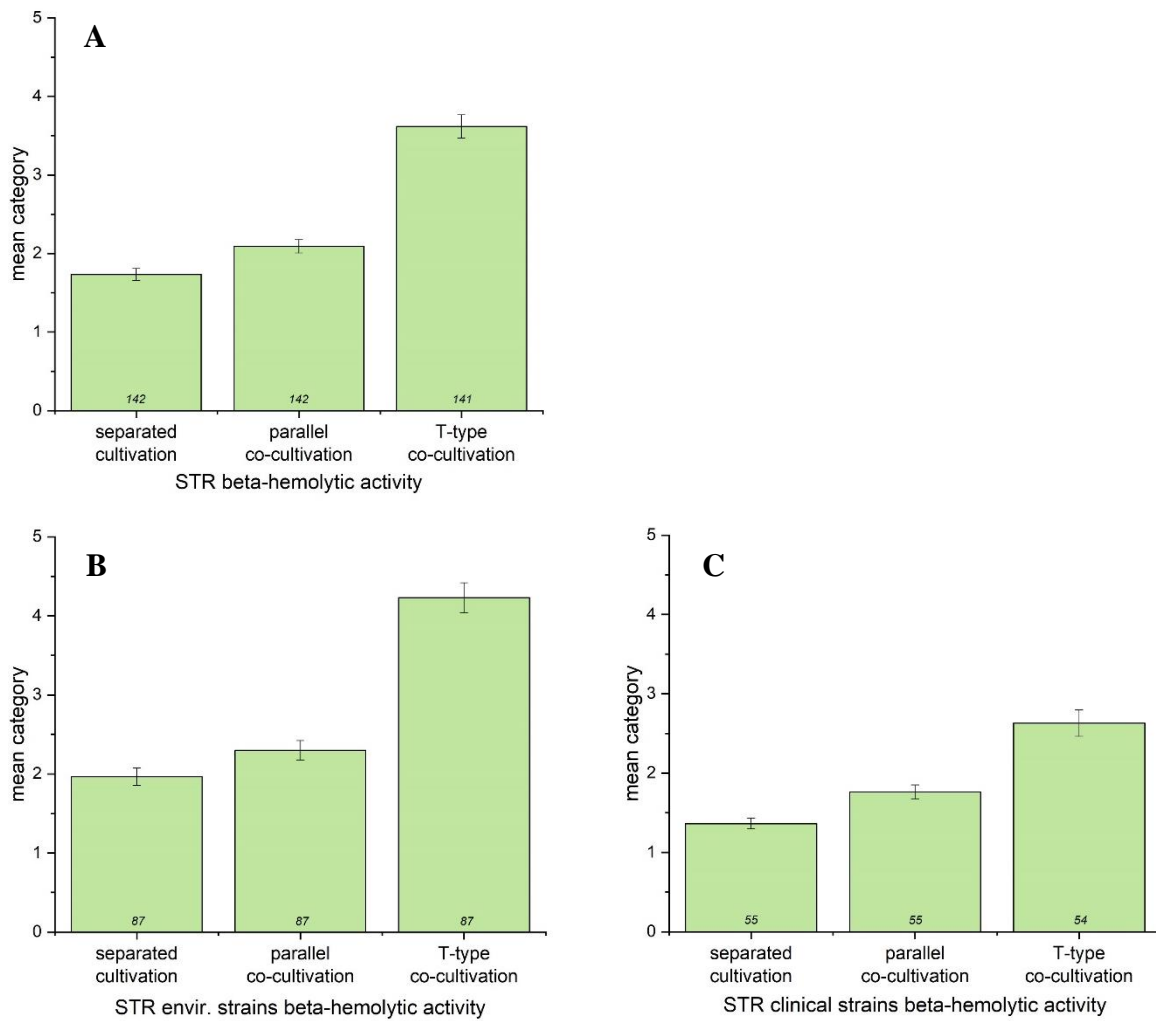 A
5
4
3
2
1
0
mean category
142
142
141
separated
cultivation
parallel
co-cultivation
T-type
co-cultivation
STR beta-hemolytic activity
B
5
4
3
2
1
0
mean category
87
87
87
separated
cultivation
parallel
co-cultivation
T-type
co-cultivation
STR envir. strains beta-hemolytic activity
C
5
4
3
2
1
0
mean category
55
55
54
separated
cultivation
parallel
co-cultivation
T-type
co-cultivation
STR clinical strains beta-hemolytic activity